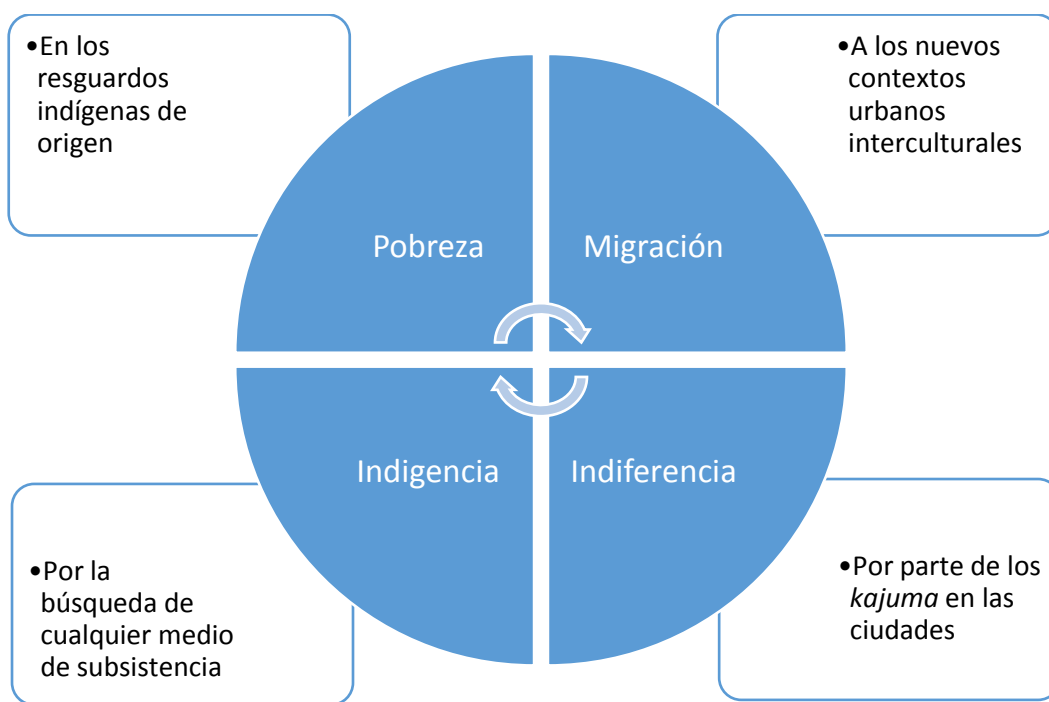 •En los
resguardos
indígenas de
origen
•A los nuevos
contextos
urbanos
interculturales
Pobreza
Migración
Indigencia
Indiferencia
•Por la
búsqueda de
cualquier medio
de subsistencia
•Por parte de los
kajuma en las
ciudades